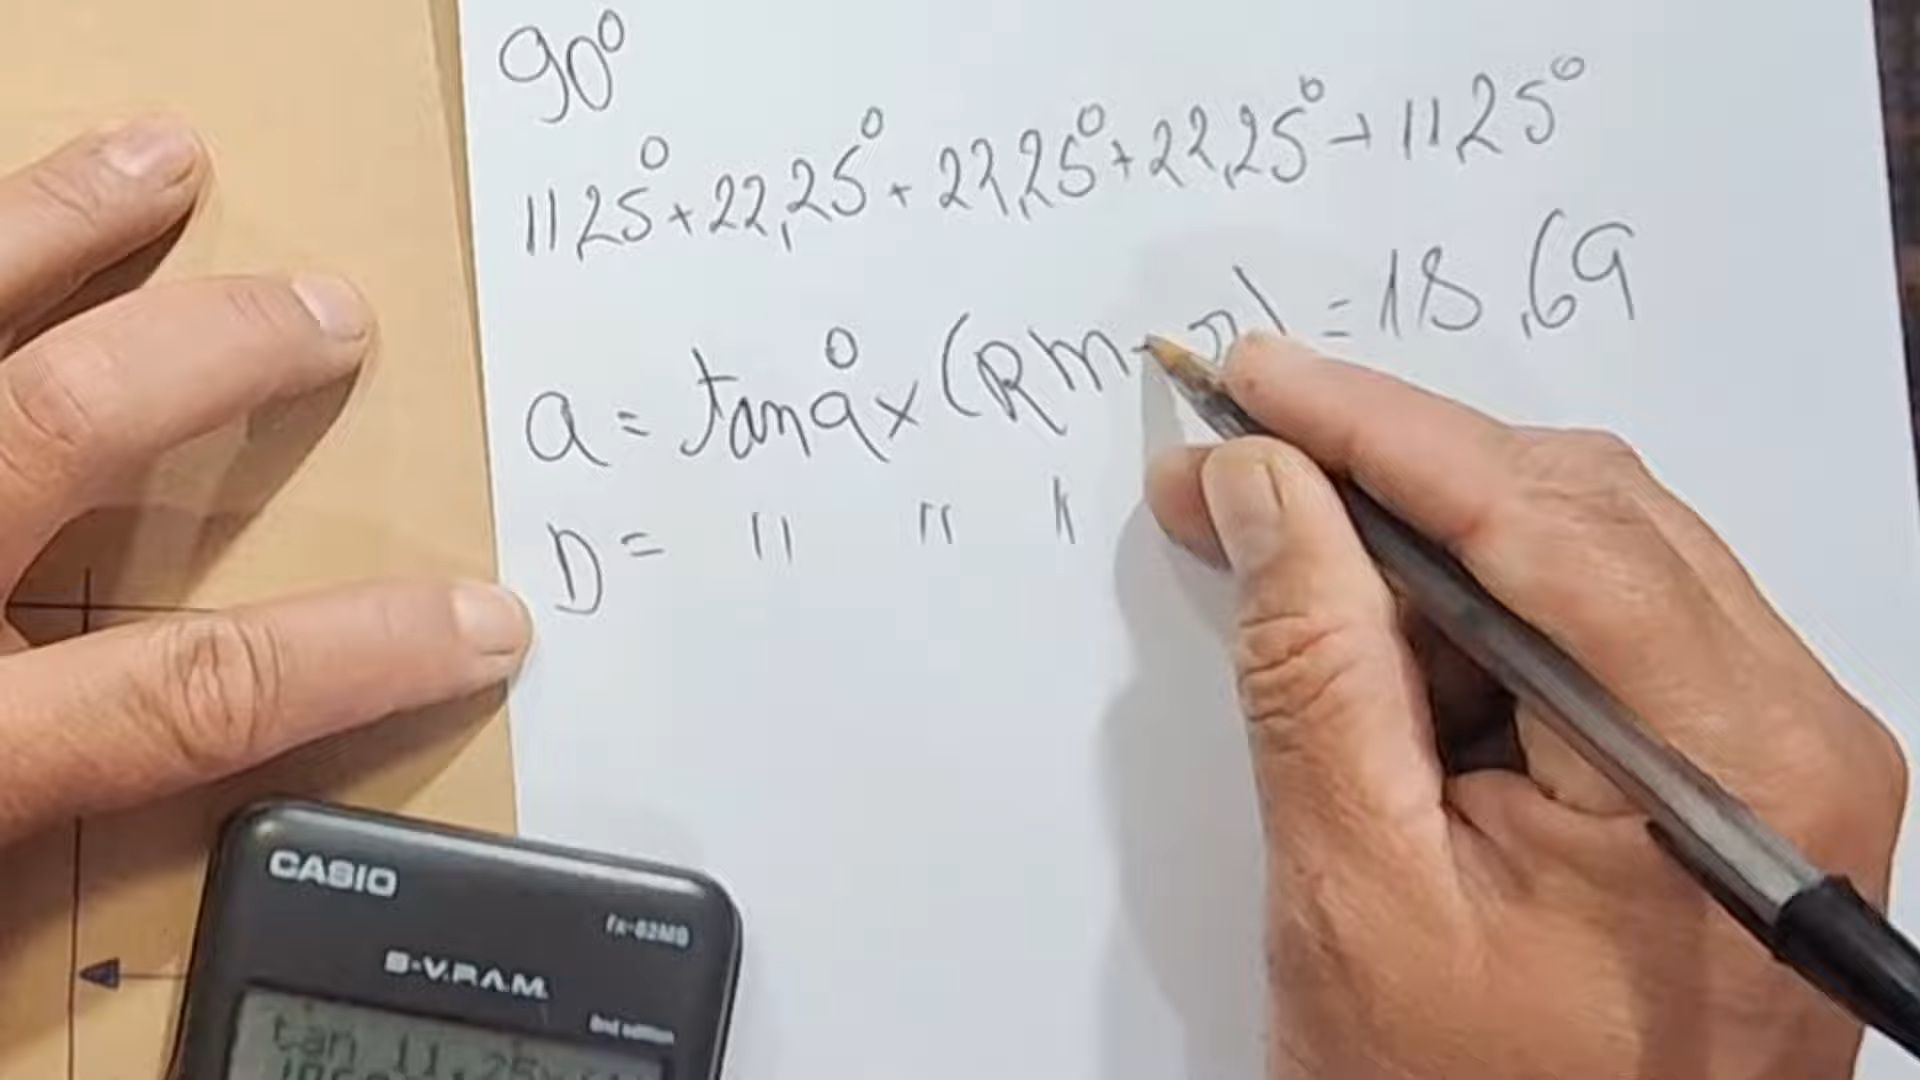 90°
11,25° + 22,25° + 22,25° + 22,25° + 11,25°
a = tan a° x (Rm - r) = 18,69
D = " " "
CASIO
fx-82MS
S-V.P.A.M.
2nd edition
tan 11,25